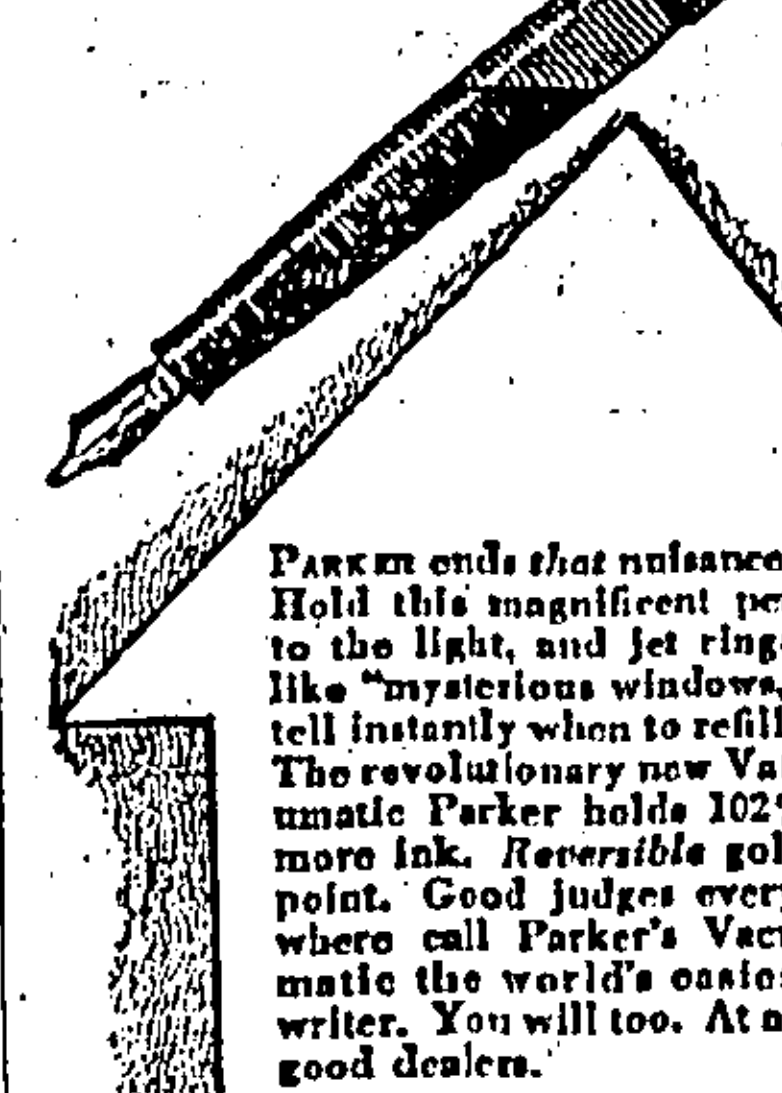 PARKER ends that nuisance
Hold this magnificent pe
to the light, and jet ring
like "mysterious windows,
tell instantly when to refill
The revolutionary new Va
umatic Parker holds 102
more ink. Reversible gol
point. Good judges every
where call Parker's Vacu
matic the world's easies
writer. You will too. At a
good dealers.